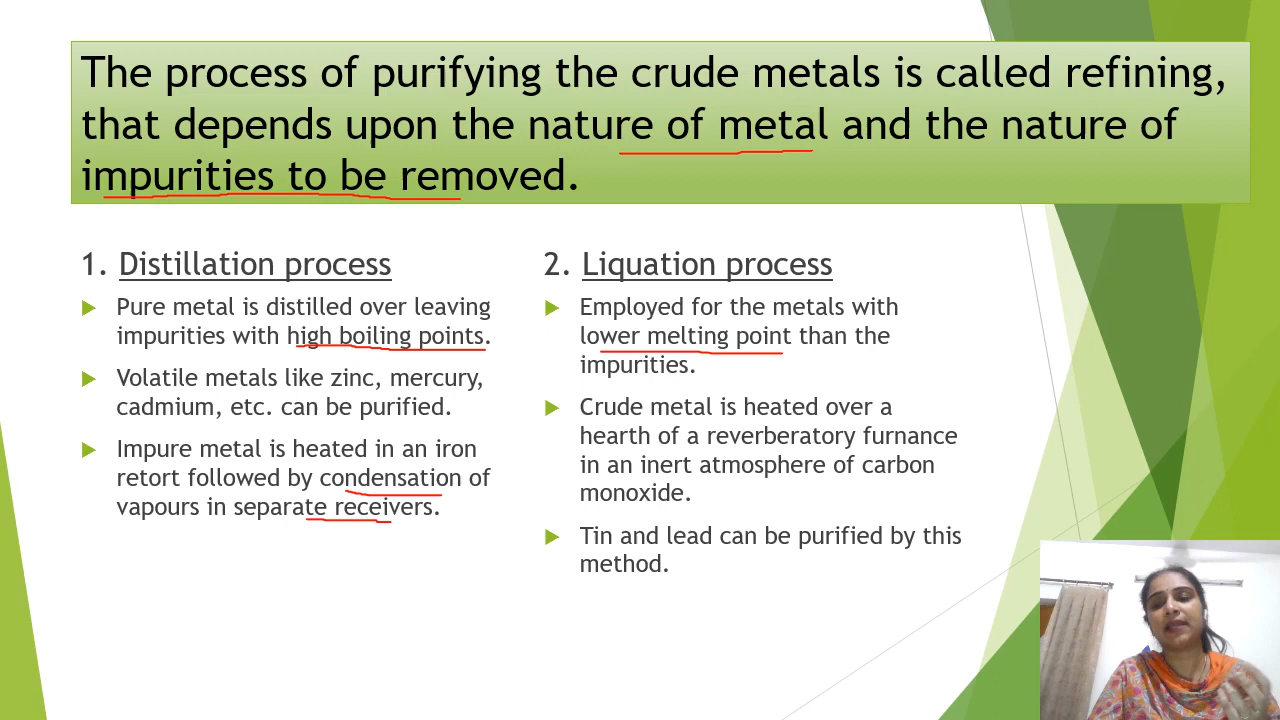 The process of purifying the crude metals is called refining,
that depends upon the nature of metal and the nature of
impurities to be removed.
1. Distillation process
Pure metal is distilled over leaving
impurities with high boiling points.
Volatile metals like zinc, mercury,
cadmium, etc. can be purified.
Impure metal is heated in an iron
retort followed by condensation of
vapours in separate receivers.
2. Liquation process
Employed for the metals with
lower melting point than the
impurities.
Crude metal is heated over a
hearth of a reverberatory furnance
in an inert atmosphere of carbon
monoxide.
Tin and lead can be purified by this
method.